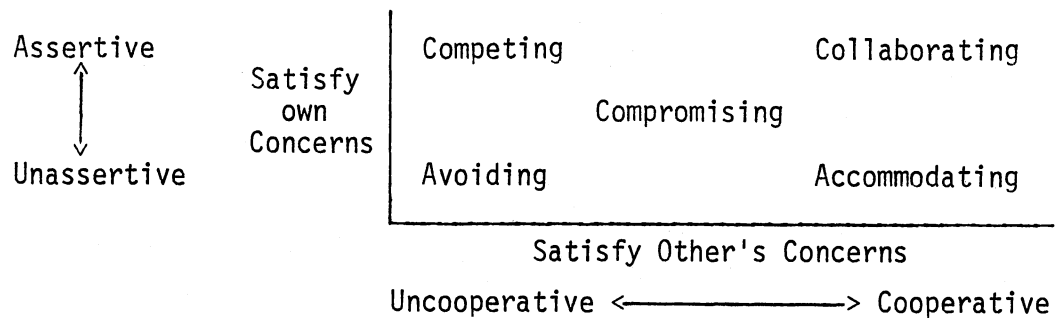 Assertive
Competing
Collaborating
Satisfy
own
Concerns
Compromising
Unassertive
Avoiding
Accommodating
Satisfy Other's Concerns
Uncooperative <————> Cooperative